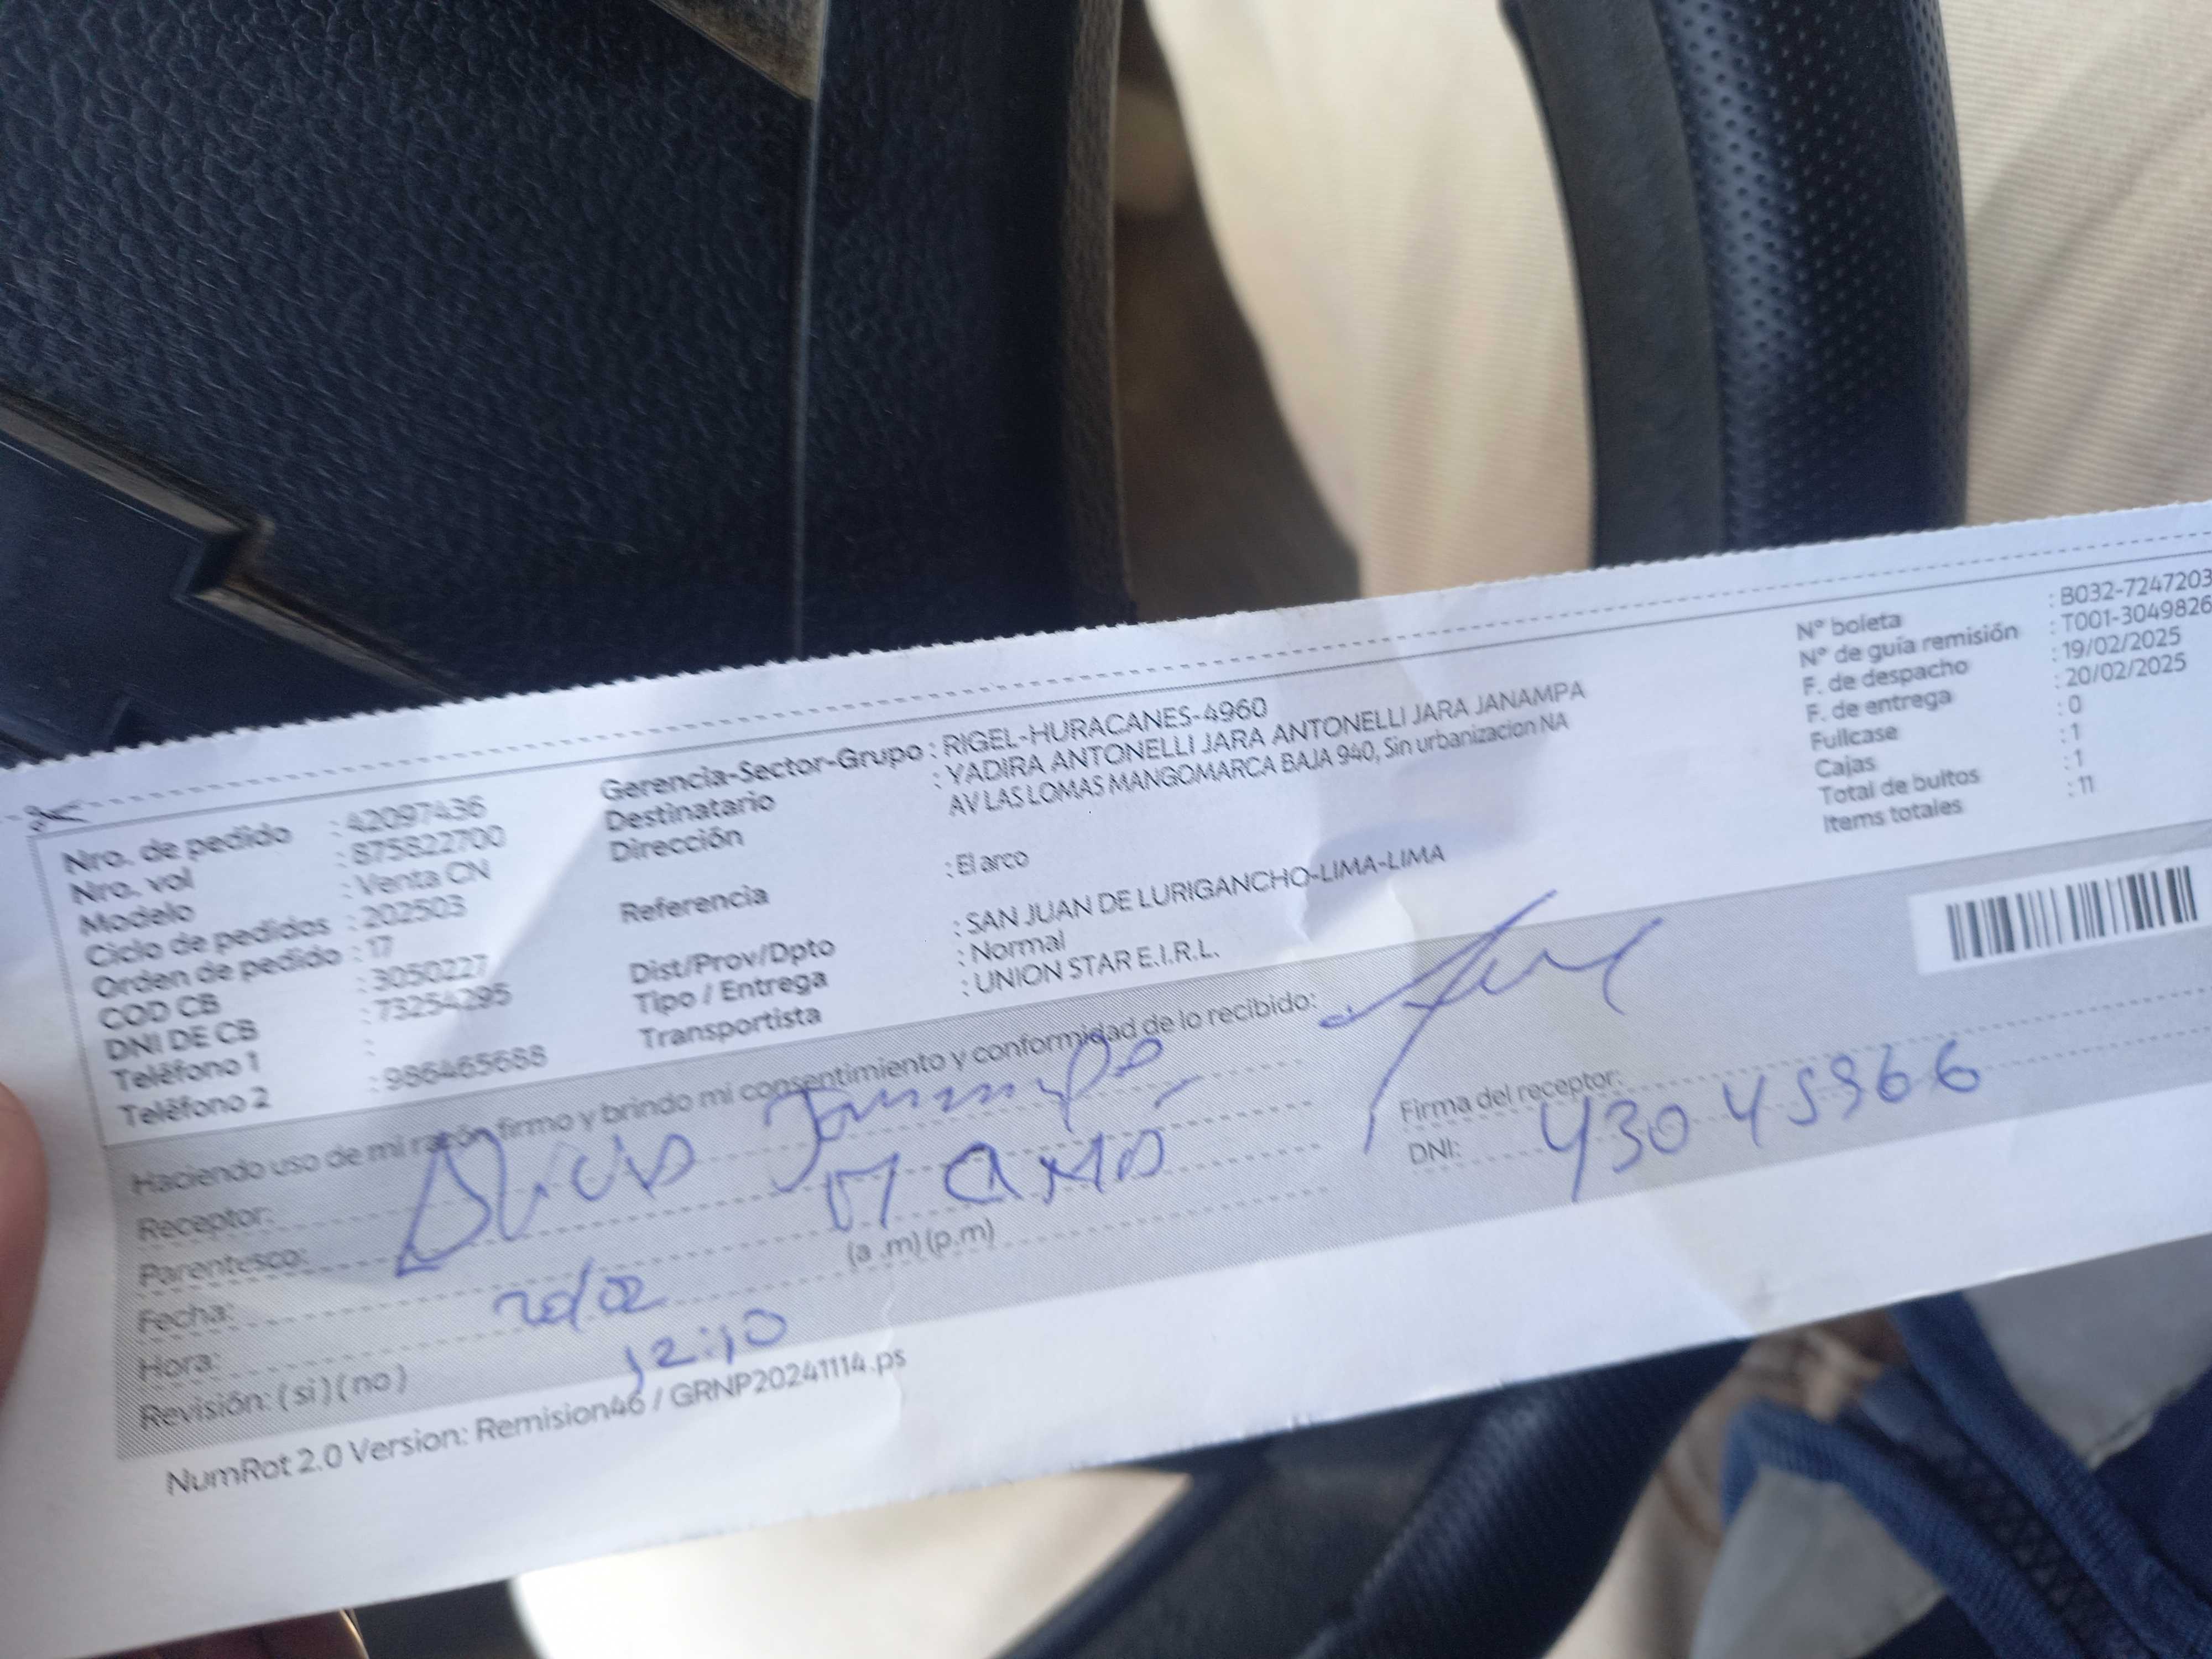 Nro. de pedido : 42097436
Nro. vol : 875822700
Modelo : Venta CN
Ciclo de pedidos : 202503
Orden de pedido : 17
COD CB : 3050227
DNI DE CB : 73254295
Teléfono 1 :
Teléfono 2 : 986465688
Gerencia-Sector-Grupo : RIGEL-HURACANES-4960
Destinatario : YADIRA ANTONELLI JARA ANTONELLI JARA JANAMPA
Dirección AV LAS LOMAS MANGOMARCA BAJA 940, Sin urbanizacion NA
Referencia : El arco
Dist/Prov/Dpto : SAN JUAN DE LURIGANCHO-LIMA-LIMA
Tipo / Entrega : Normal
Transportista : UNION STAR E.I.R.L.
N° boleta : B032-7247203
N° de guía remisión : T001-3049826
F. de despacho : 19/02/2025
F. de entrega : 20/02/2025
Fullcase : 0
Cajas : 1
Total de bultos : 1
Items totales : 11
Haciendo uso de mi razón firmo y brindo mi consentimiento y conformidad de lo recibido:
Receptor:
Parentesco: MAMA
Fecha: 20/02
Hora: 12:10 (a .m) (p.m)
Revisión: ( si ) ( no )
Firma del receptor:
DNI: 43045966
NumRot 2.0 Version: Remision46 / GRNP20241114.ps